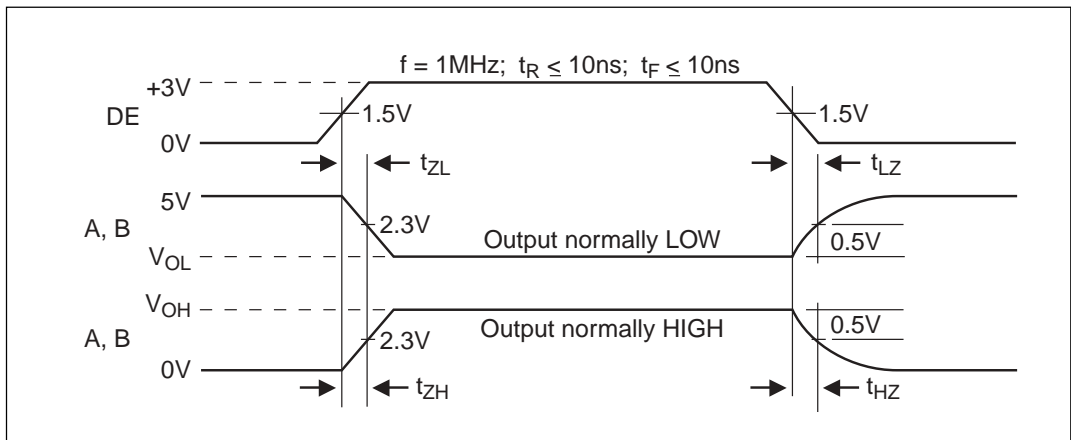 f = 1MHz; t_R ≤ 10ns; t_F ≤ 10ns
+3V
DE
1.5V
1.5V
0V
t_ZL
t_LZ
5V
A, B
2.3V
Output normally LOW
0.5V
V_OL
V_OH
Output normally HIGH
0.5V
A, B
2.3V
0V
t_ZH
t_HZ